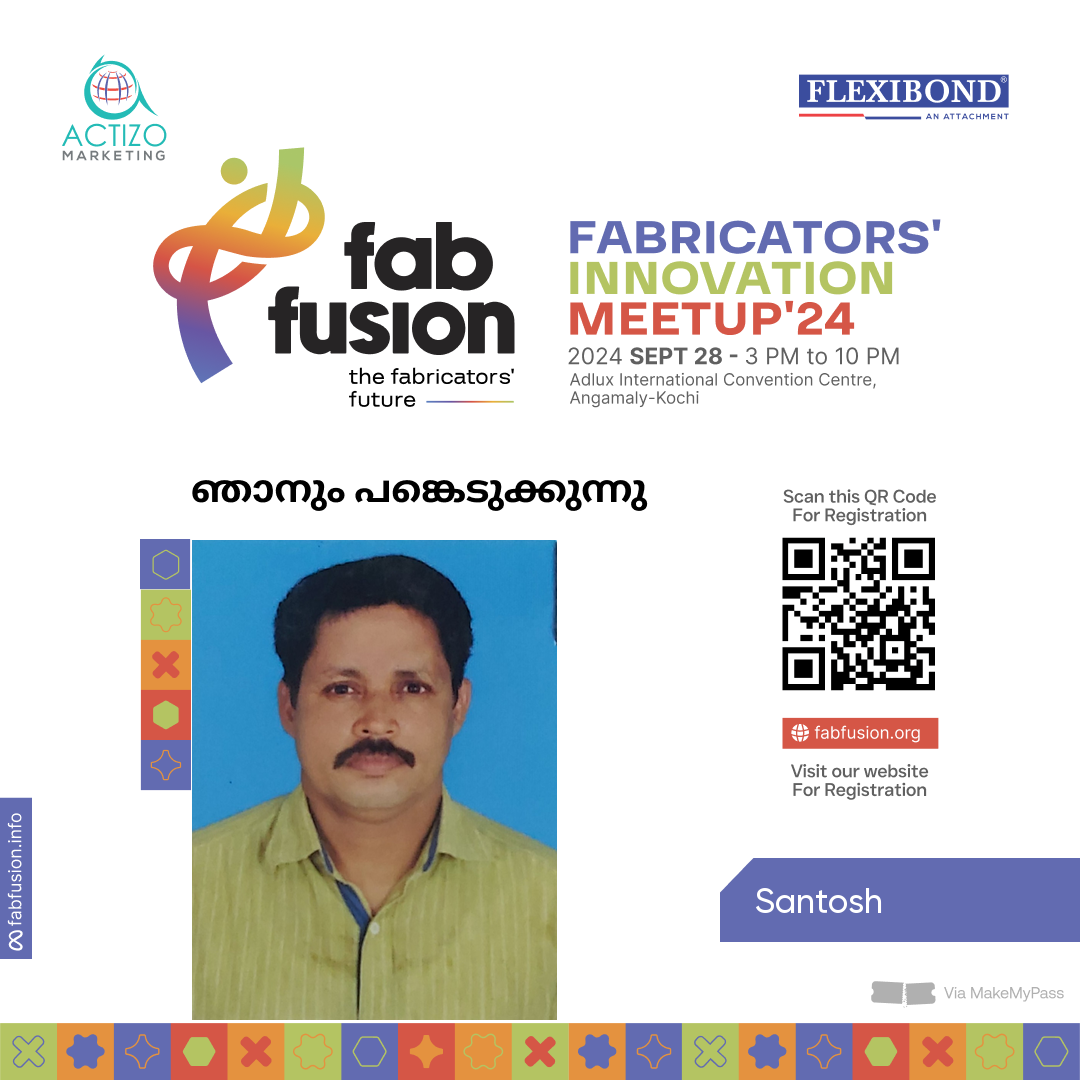 ACTIZO
MARKETING
FLEXIBOND®
AN ATTACHMENT
fab
fusion
the fabricators'
future
FABRICATORS'
INNOVATION
MEETUP'24
2024 SEPT 28 - 3 PM to 10 PM
Adlux International Convention Centre,
Angamaly-Kochi
ഞാനും പങ്കെടുക്കുന്നു
Scan this QR Code
For Registration
fabfusion.org
Visit our website
For Registration
fabfusion.info
Santosh
Via MakeMyPass